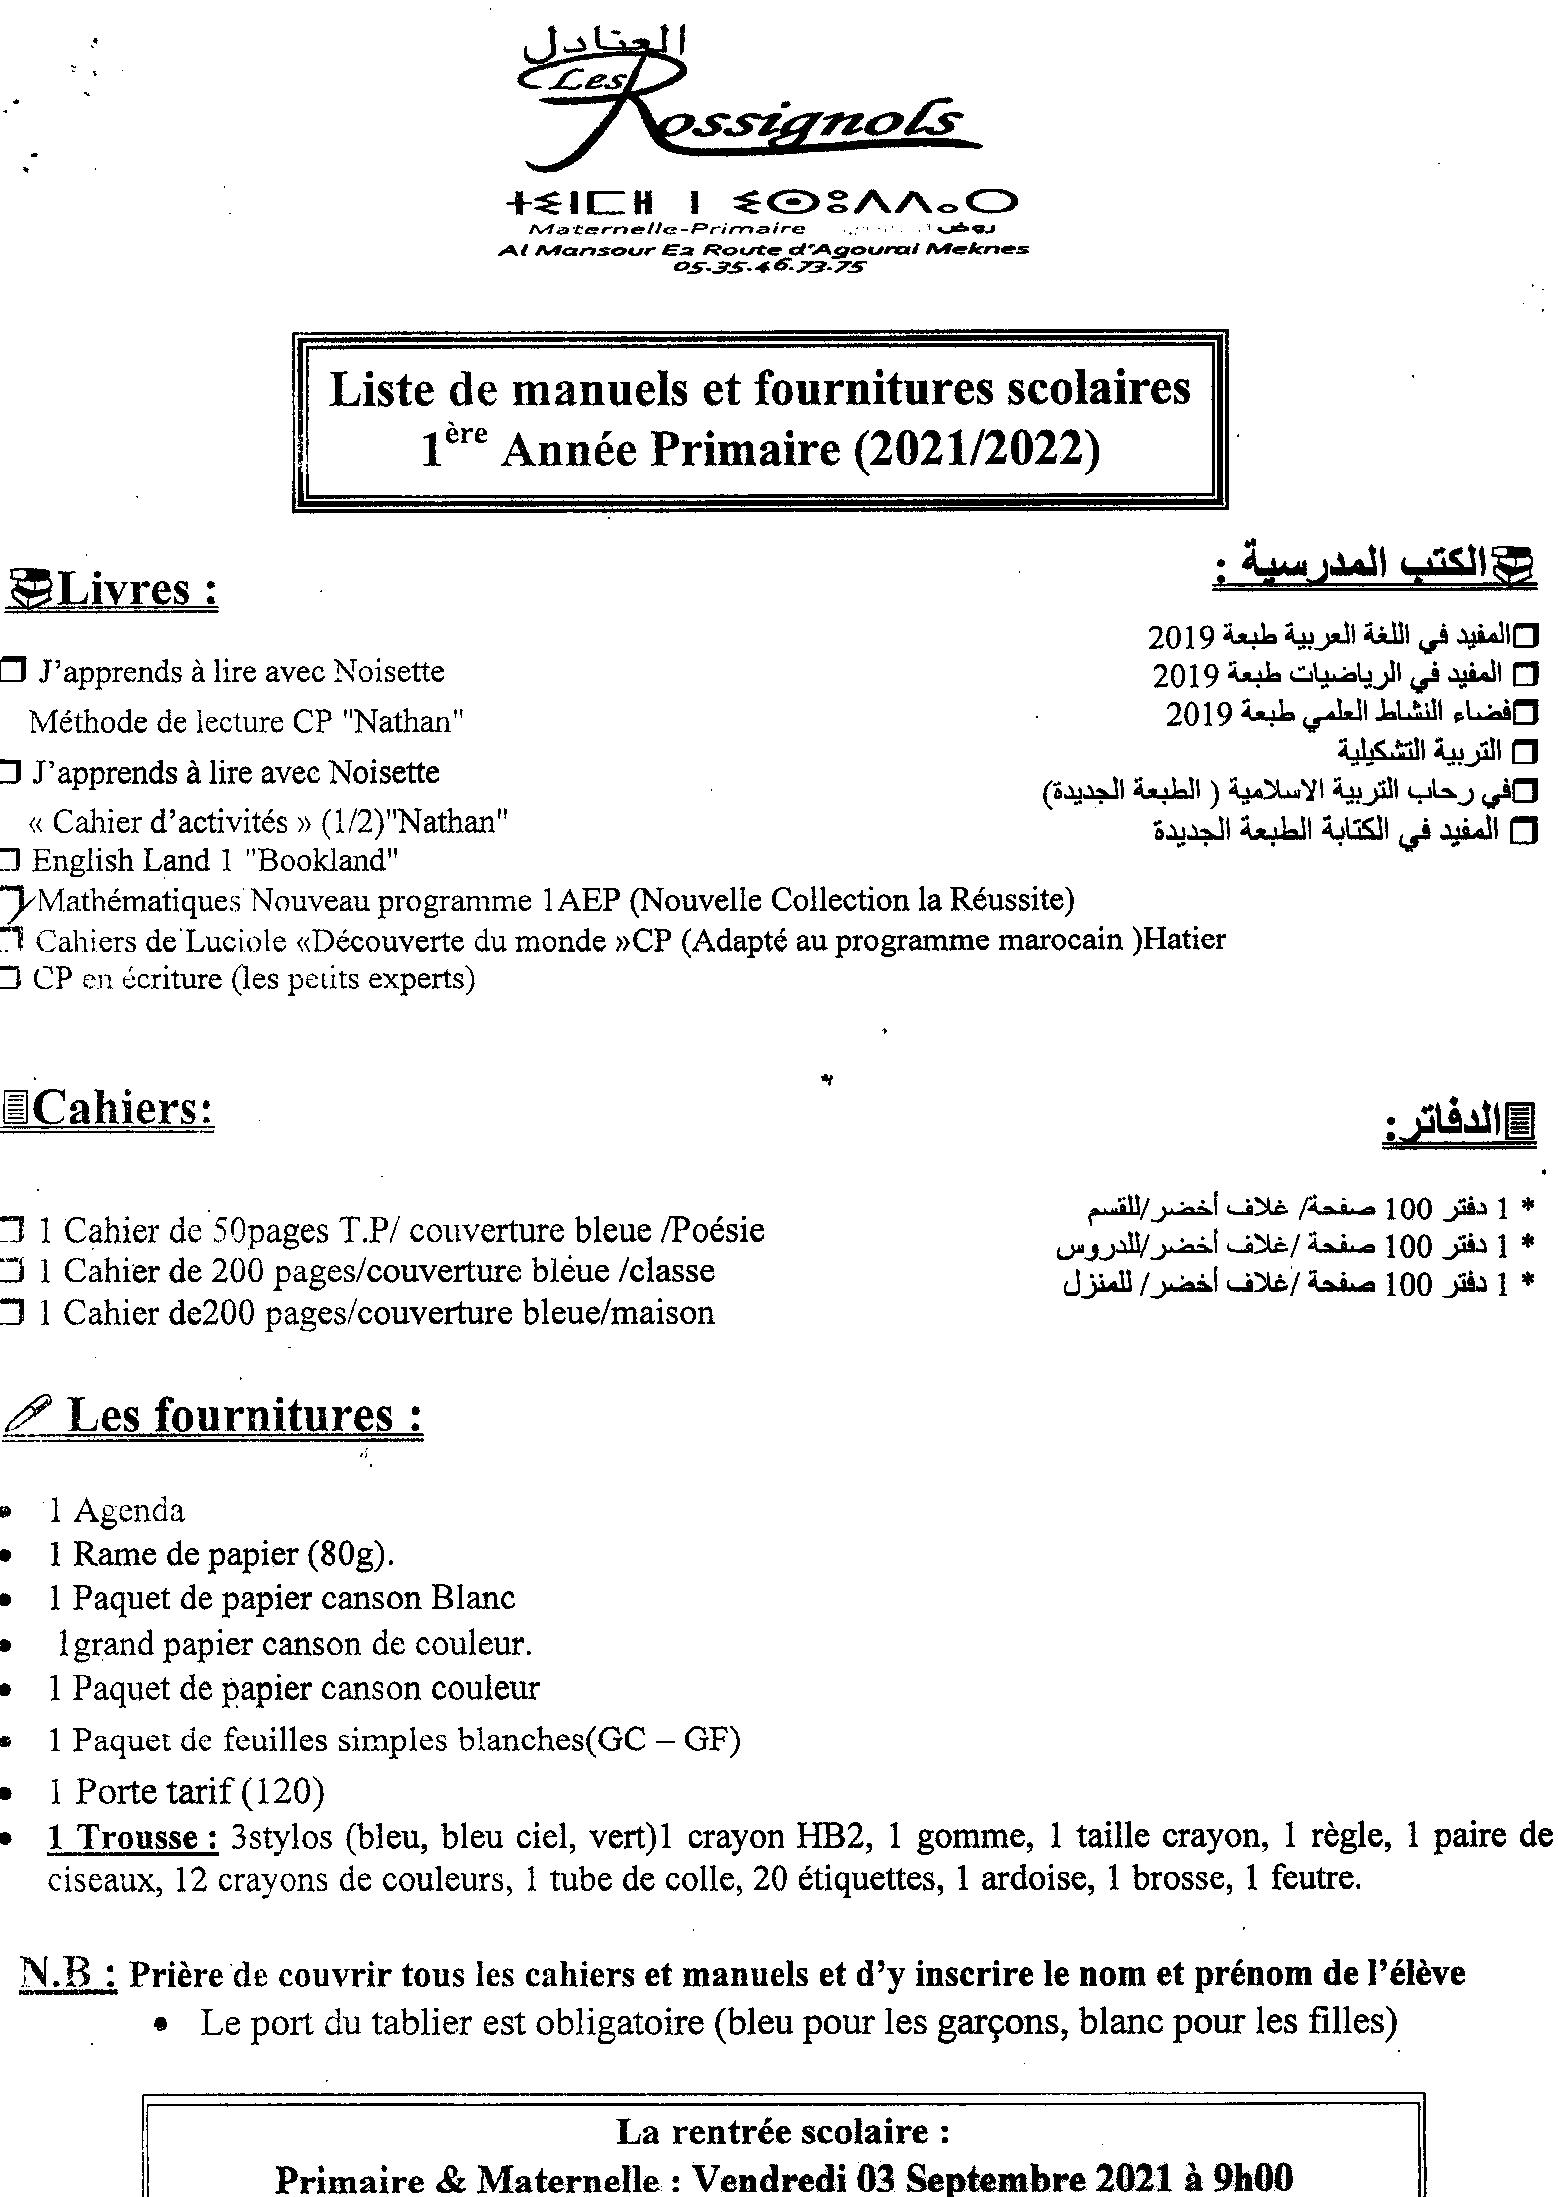 العنادل
Les Rossignols
ⵜⵉⵏⵎⵍ ⵏ ⵉⵙⵓⴷⴷⴰⵔ
Maternelle-Primaire روض
Al Mansour E2 Route d'Agourai Meknes
05.35.46.73.75
Liste de manuels et fournitures scolaires
1ère Année Primaire (2021/2022)
Livres :
❒ J'apprends à lire avec Noisette
Méthode de lecture CP "Nathan"
❒ J'apprends à lire avec Noisette
« Cahier d'activités » (1/2)"Nathan"
❒ English Land 1 "Bookland"
❒ Mathématiques Nouveau programme 1AEP (Nouvelle Collection la Réussite)
❒ Cahiers de Luciole «Découverte du monde »CP (Adapté au programme marocain )Hatier
❒ CP en écriture (les petits experts)
الكتب المدرسية :
❒المفيد في اللغة العربية طبعة 2019
❒ المفيد في الرياضيات طبعة 2019
❒فضاء النشاط العلمي طبعة 2019
❒ التربية التشكيلية
❒في رحاب التربية الاسلامية ( الطبعة الجديدة)
❒ المفيد في الكتابة الطبعة الجديدة
Cahiers:
❒ 1 Cahier de 50pages T.P/ couverture bleue /Poésie
❒ 1 Cahier de 200 pages/couverture bleue /classe
❒ 1 Cahier de200 pages/couverture bleue/maison
الدفاتر:
* 1 دفتر 100 صفحة/ غلاف أخضر/للقسم
* 1 دفتر 100 صفحة /غلاف أخضر/للدروس
* 1 دفتر 100 صفحة /غلاف أخضر/ للمنزل
Les fournitures :
• 1 Agenda
• 1 Rame de papier (80g).
• 1 Paquet de papier canson Blanc
• 1grand papier canson de couleur.
• 1 Paquet de papier canson couleur
• 1 Paquet de feuilles simples blanches(GC – GF)
• 1 Porte tarif (120)
• 1 Trousse : 3stylos (bleu, bleu ciel, vert)1 crayon HB2, 1 gomme, 1 taille crayon, 1 règle, 1 paire de
ciseaux, 12 crayons de couleurs, 1 tube de colle, 20 étiquettes, 1 ardoise, 1 brosse, 1 feutre.
N.B : Prière de couvrir tous les cahiers et manuels et d'y inscrire le nom et prénom de l'élève
• Le port du tablier est obligatoire (bleu pour les garçons, blanc pour les filles)
La rentrée scolaire :
Primaire & Maternelle : Vendredi 03 Septembre 2021 à 9h00